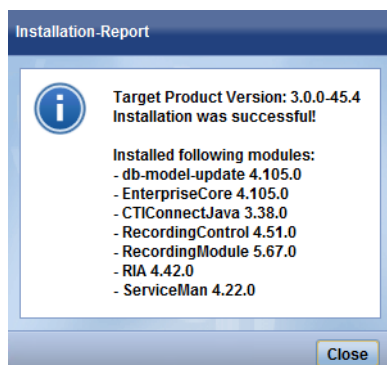 Installation-Report
Target Product Version: 3.0.0-45.4
Installation was successful!
Installed following modules:
- db-model-update 4.105.0
- EnterpriseCore 4.105.0
- CTIConnectJava 3.38.0
- RecordingControl 4.51.0
- RecordingModule 5.67.0
- RIA 4.42.0
- ServiceMan 4.22.0
Close